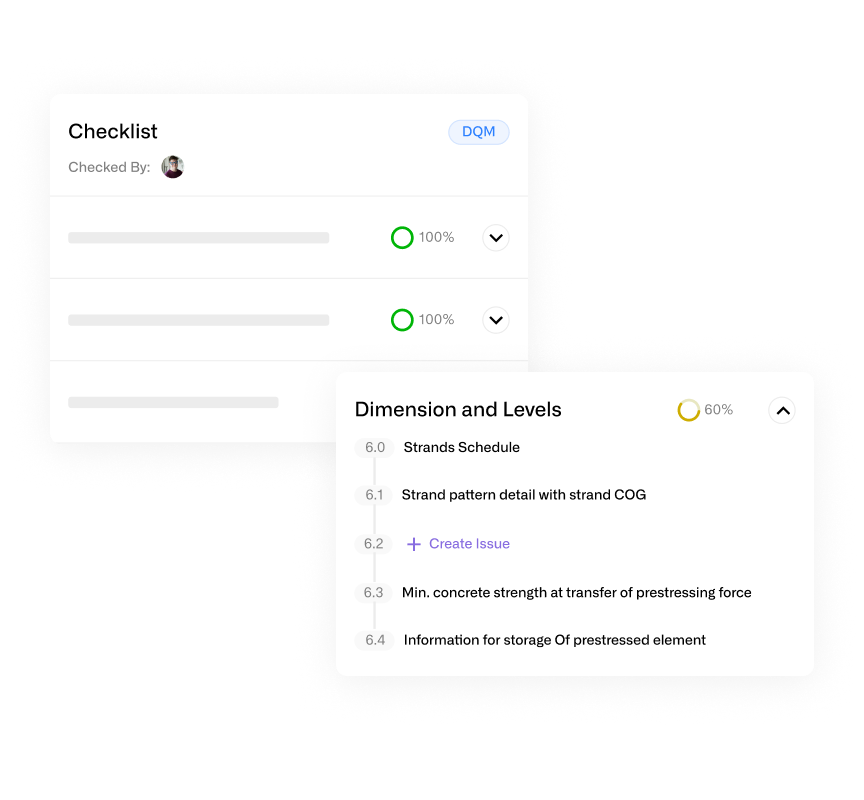 Checklist
DQM
Checked By:
100%
100%
Dimension and Levels
60%
6.0 Strands Schedule
6.1 Strand pattern detail with strand COG
6.2 + Create Issue
6.3 Min. concrete strength at transfer of prestressing force
6.4 Information for storage Of prestressed element